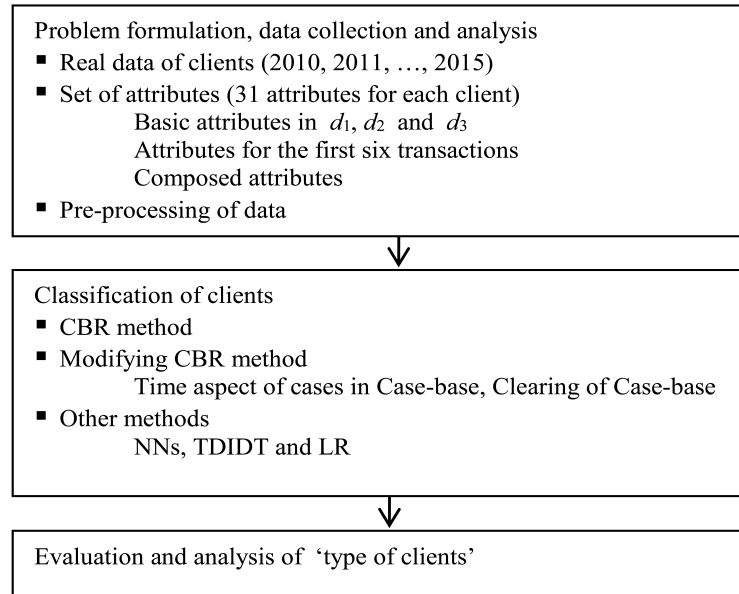 Problem formulation, data collection and analysis
▪ Real data of clients (2010, 2011, …, 2015)
▪ Set of attributes (31 attributes for each client)
Basic attributes in d₁, d₂ and d₃
Attributes for the first six transactions
Composed attributes
▪ Pre-processing of data
Classification of clients
▪ CBR method
▪ Modifying CBR method
Time aspect of cases in Case-base, Clearing of Case-base
▪ Other methods
NNs, TDIDT and LR
Evaluation and analysis of ‘type of clients’